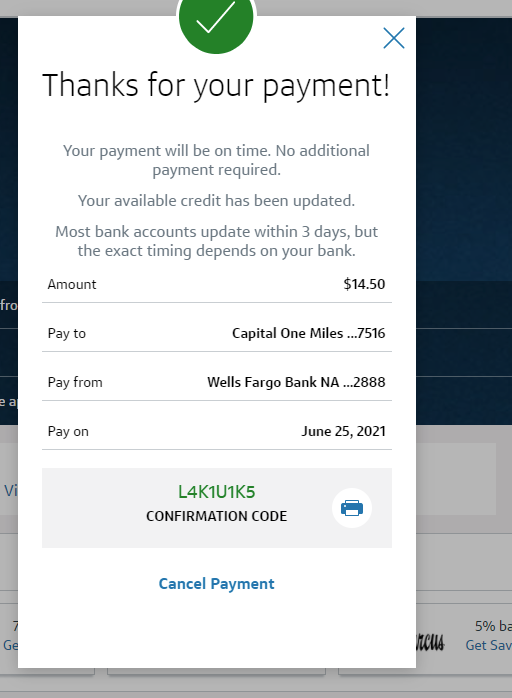 Thanks for your payment!
Your payment will be on time. No additional
payment required.
Your available credit has been updated.
Most bank accounts update within 3 days, but
the exact timing depends on your bank.
Amount $14.50
fro
Pay to Capital One Miles ...7516
Pay from Wells Fargo Bank NA ...2888
e a
Pay on June 25, 2021
Vi
L4K1U1K5
CONFIRMATION CODE
Cancel Payment
7
Ge
rcus
5% ba
Get Sav